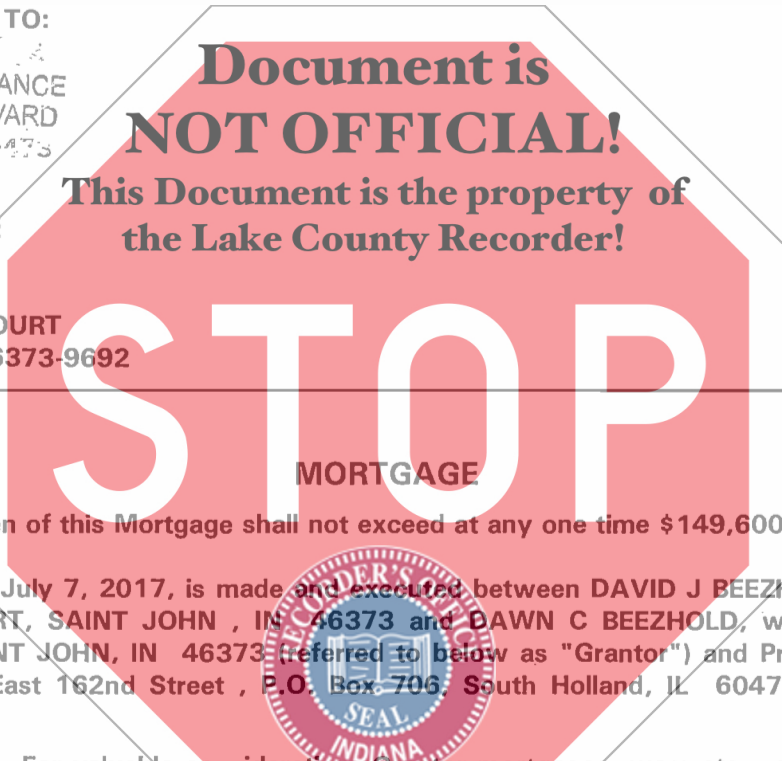 TO:
ANCE
Document is
NOT OFFICIAL!
This Document is the property of
the Lake County Recorder!
OURT
6373-9692
STOP
MORTGAGE
n of this Mortgage shall not exceed at any one time $149,600
July 7, 2017, is made and executed between DAVID J BEEZH
RT, SAINT JOHN , IN 46373 and DAWN C BEEZHOLD, w
NT JOHN, IN 46373 (referred to below as "Grantor") and Pr
East 162nd Street , P.O. Box 706, South Holland, IL 6047
RECORDER'S OFFICE
SEAL
INDIANA